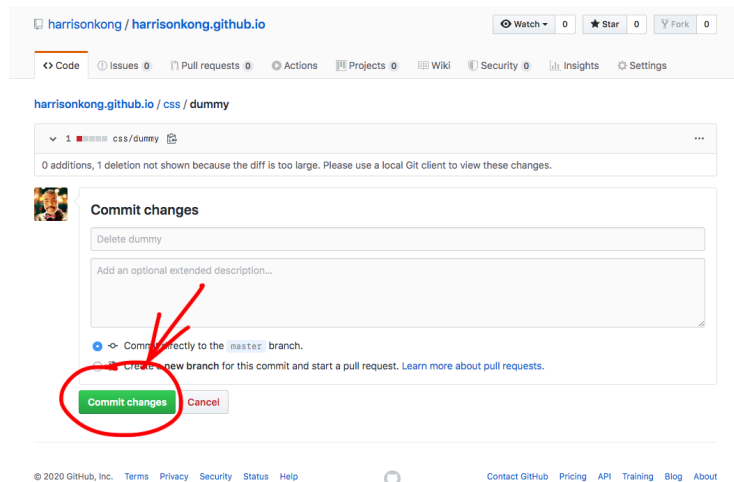 harrisonkong / harrisonkong.github.io Watch 0 Star 0 Fork 0
Code Issues 0 Pull requests 0 Actions Projects 0 Wiki Security 0 Insights Settings
harrisonkong.github.io / css / dummy
1 css/dummy
0 additions, 1 deletion not shown because the diff is too large. Please use a local Git client to view these changes.
Commit changes
Delete dummy
Add an optional extended description...
Commit directly to the master branch.
Create a new branch for this commit and start a pull request. Learn more about pull requests.
Commit changes Cancel
© 2020 GitHub, Inc. Terms Privacy Security Status Help Contact GitHub Pricing API Training Blog About